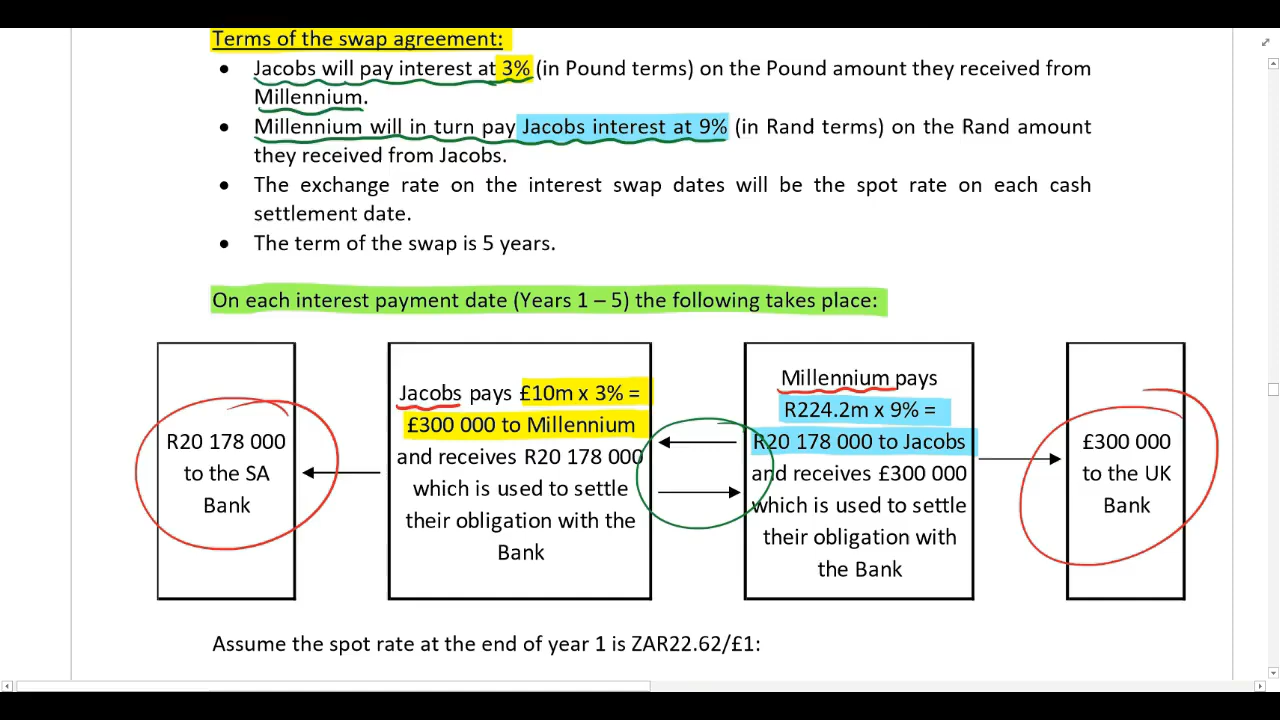 Terms of the swap agreement:
• Jacobs will pay interest at 3% (in Pound terms) on the Pound amount they received from
Millennium.
• Millennium will in turn pay Jacobs interest at 9% (in Rand terms) on the Rand amount
they received from Jacobs.
• The exchange rate on the interest swap dates will be the spot rate on each cash
settlement date.
• The term of the swap is 5 years.
On each interest payment date (Years 1 – 5) the following takes place:
R20 178 000
to the SA
Bank
Jacobs pays £10m x 3% =
£300 000 to Millennium
and receives R20 178 000
which is used to settle
their obligation with the
Bank
Millennium pays
R224.2m x 9% =
R20 178 000 to Jacobs
and receives £300 000
which is used to settle
their obligation with
the Bank
£300 000
to the UK
Bank
Assume the spot rate at the end of year 1 is ZAR22.62/£1: